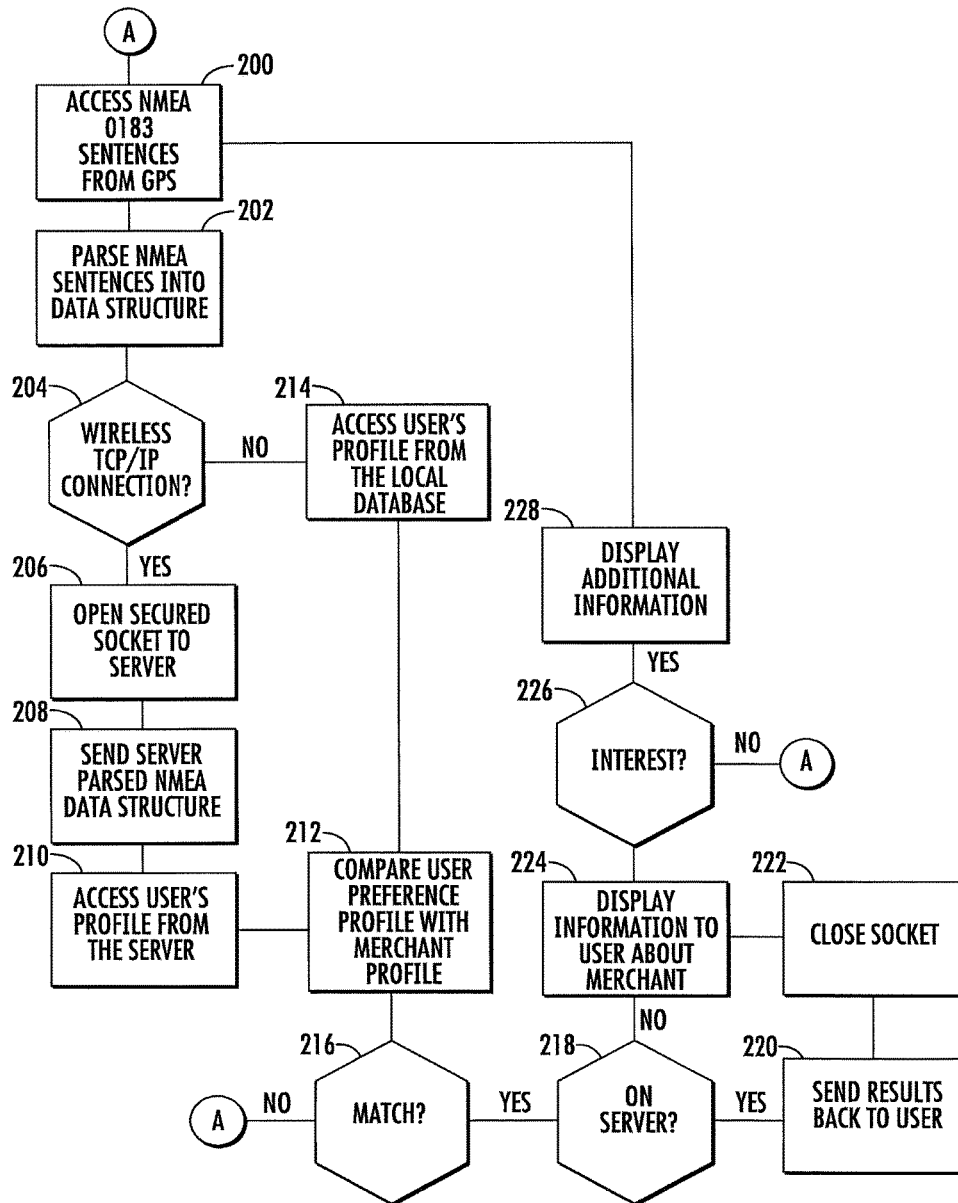 A
200
ACCESS NMEA
0183
SENTENCES
FROM GPS
202
PARSE NMEA
SENTENCES INTO
DATA STRUCTURE
204
WIRELESS
TCP/IP
CONNECTION?
NO
214
ACCESS USER'S
PROFILE FROM
THE LOCAL
DATABASE
YES
206
OPEN SECURED
SOCKET TO
SERVER
208
SEND SERVER
PARSED NMEA
DATA STRUCTURE
210
ACCESS USER'S
PROFILE FROM
THE SERVER
212
COMPARE USER
PREFERENCE
PROFILE WITH
MERCHANT
PROFILE
216
MATCH?
NO
A
YES
218
ON
SERVER?
YES
220
SEND RESULTS
BACK TO USER
222
CLOSE SOCKET
NO
224
DISPLAY
INFORMATION TO
USER ABOUT
MERCHANT
226
INTEREST?
NO
A
YES
228
DISPLAY
ADDITIONAL
INFORMATION